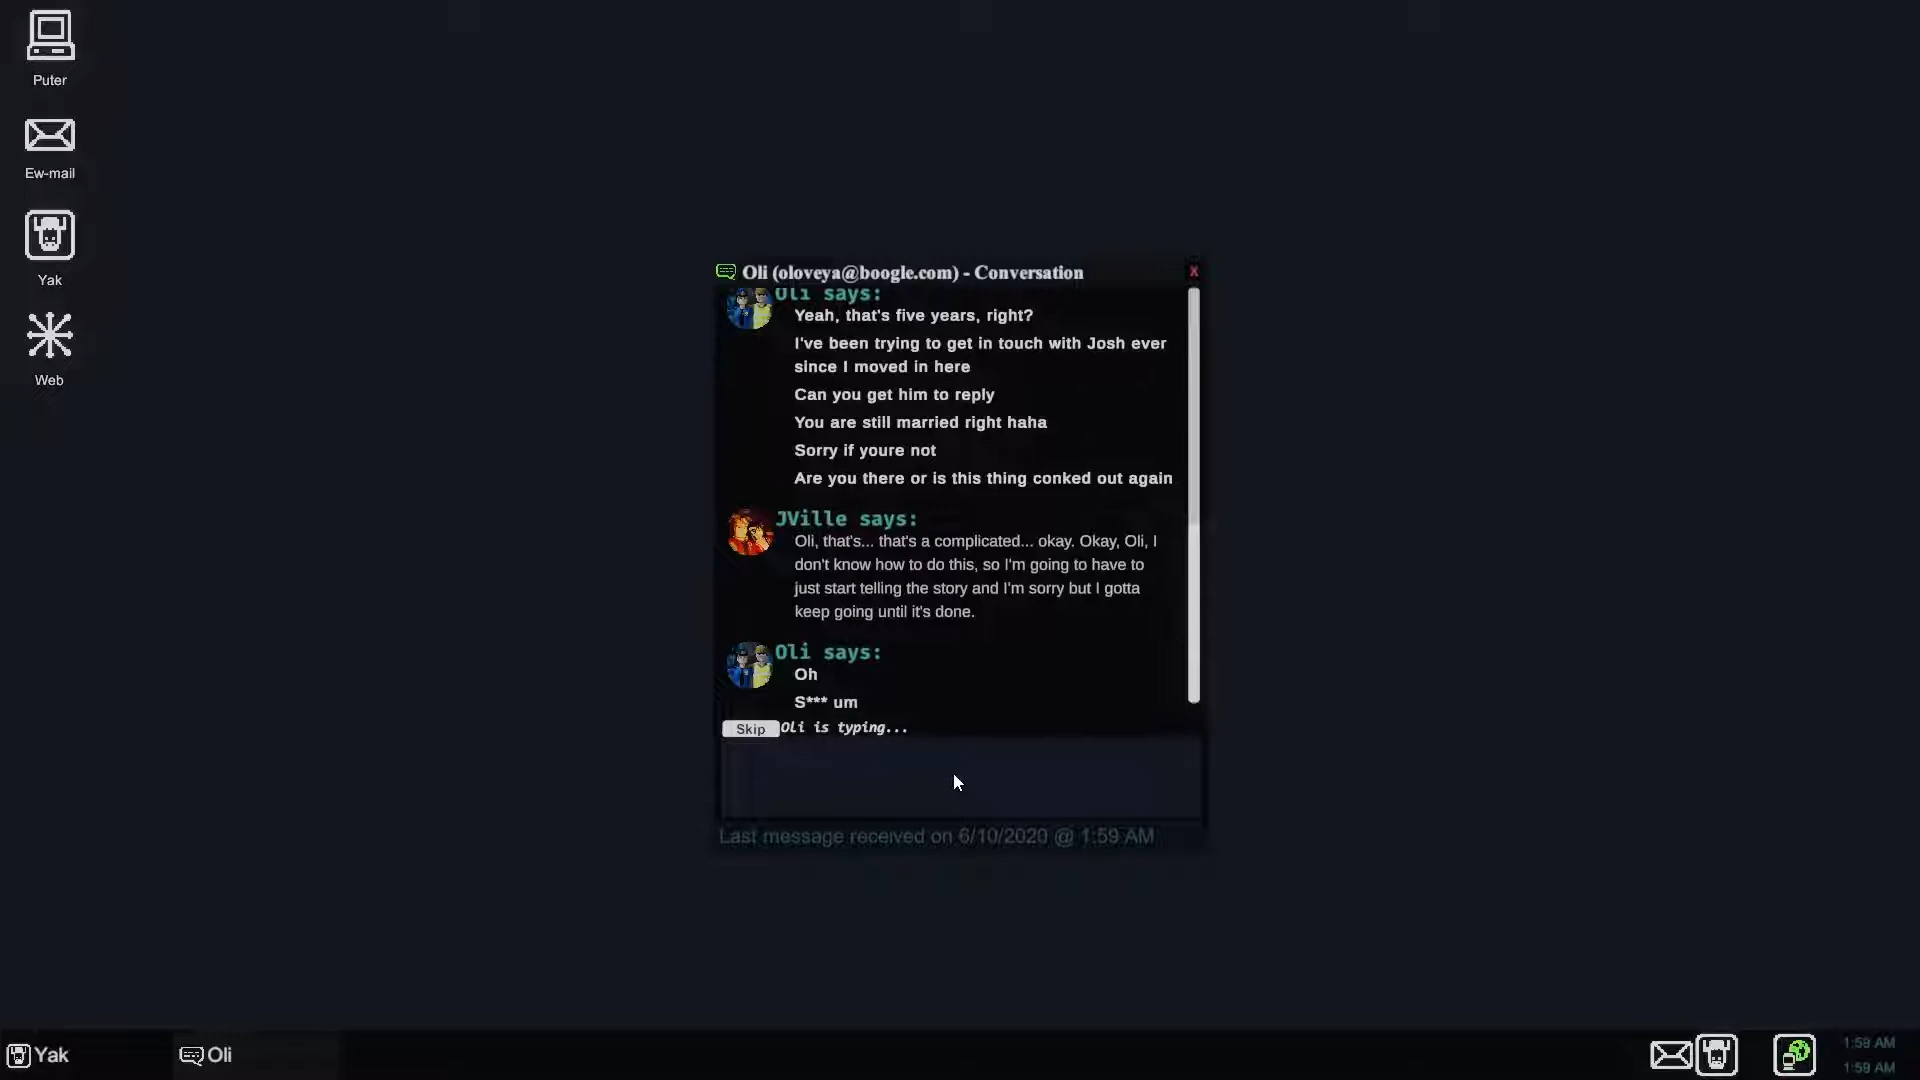 Puter
Ew-mail
Yak
Web
Oli (oloveya@boogle.com) - Conversation
X
Oli says:
Yeah, that's five years, right?
I've been trying to get in touch with Josh ever
since I moved in here
Can you get him to reply
You are still married right haha
Sorry if youre not
Are you there or is this thing conked out again
JVille says:
Oli, that's... that's a complicated... okay. Okay, Oli, I
don't know how to do this, so I'm going to have to
just start telling the story and I'm sorry but I gotta
keep going until it's done.
Oli says:
Oh
S*** um
Skip
Oli is typing...
Last message received on 6/10/2020 @ 1:59 AM
Yak
Oli
1:59 AM
1:59 AM